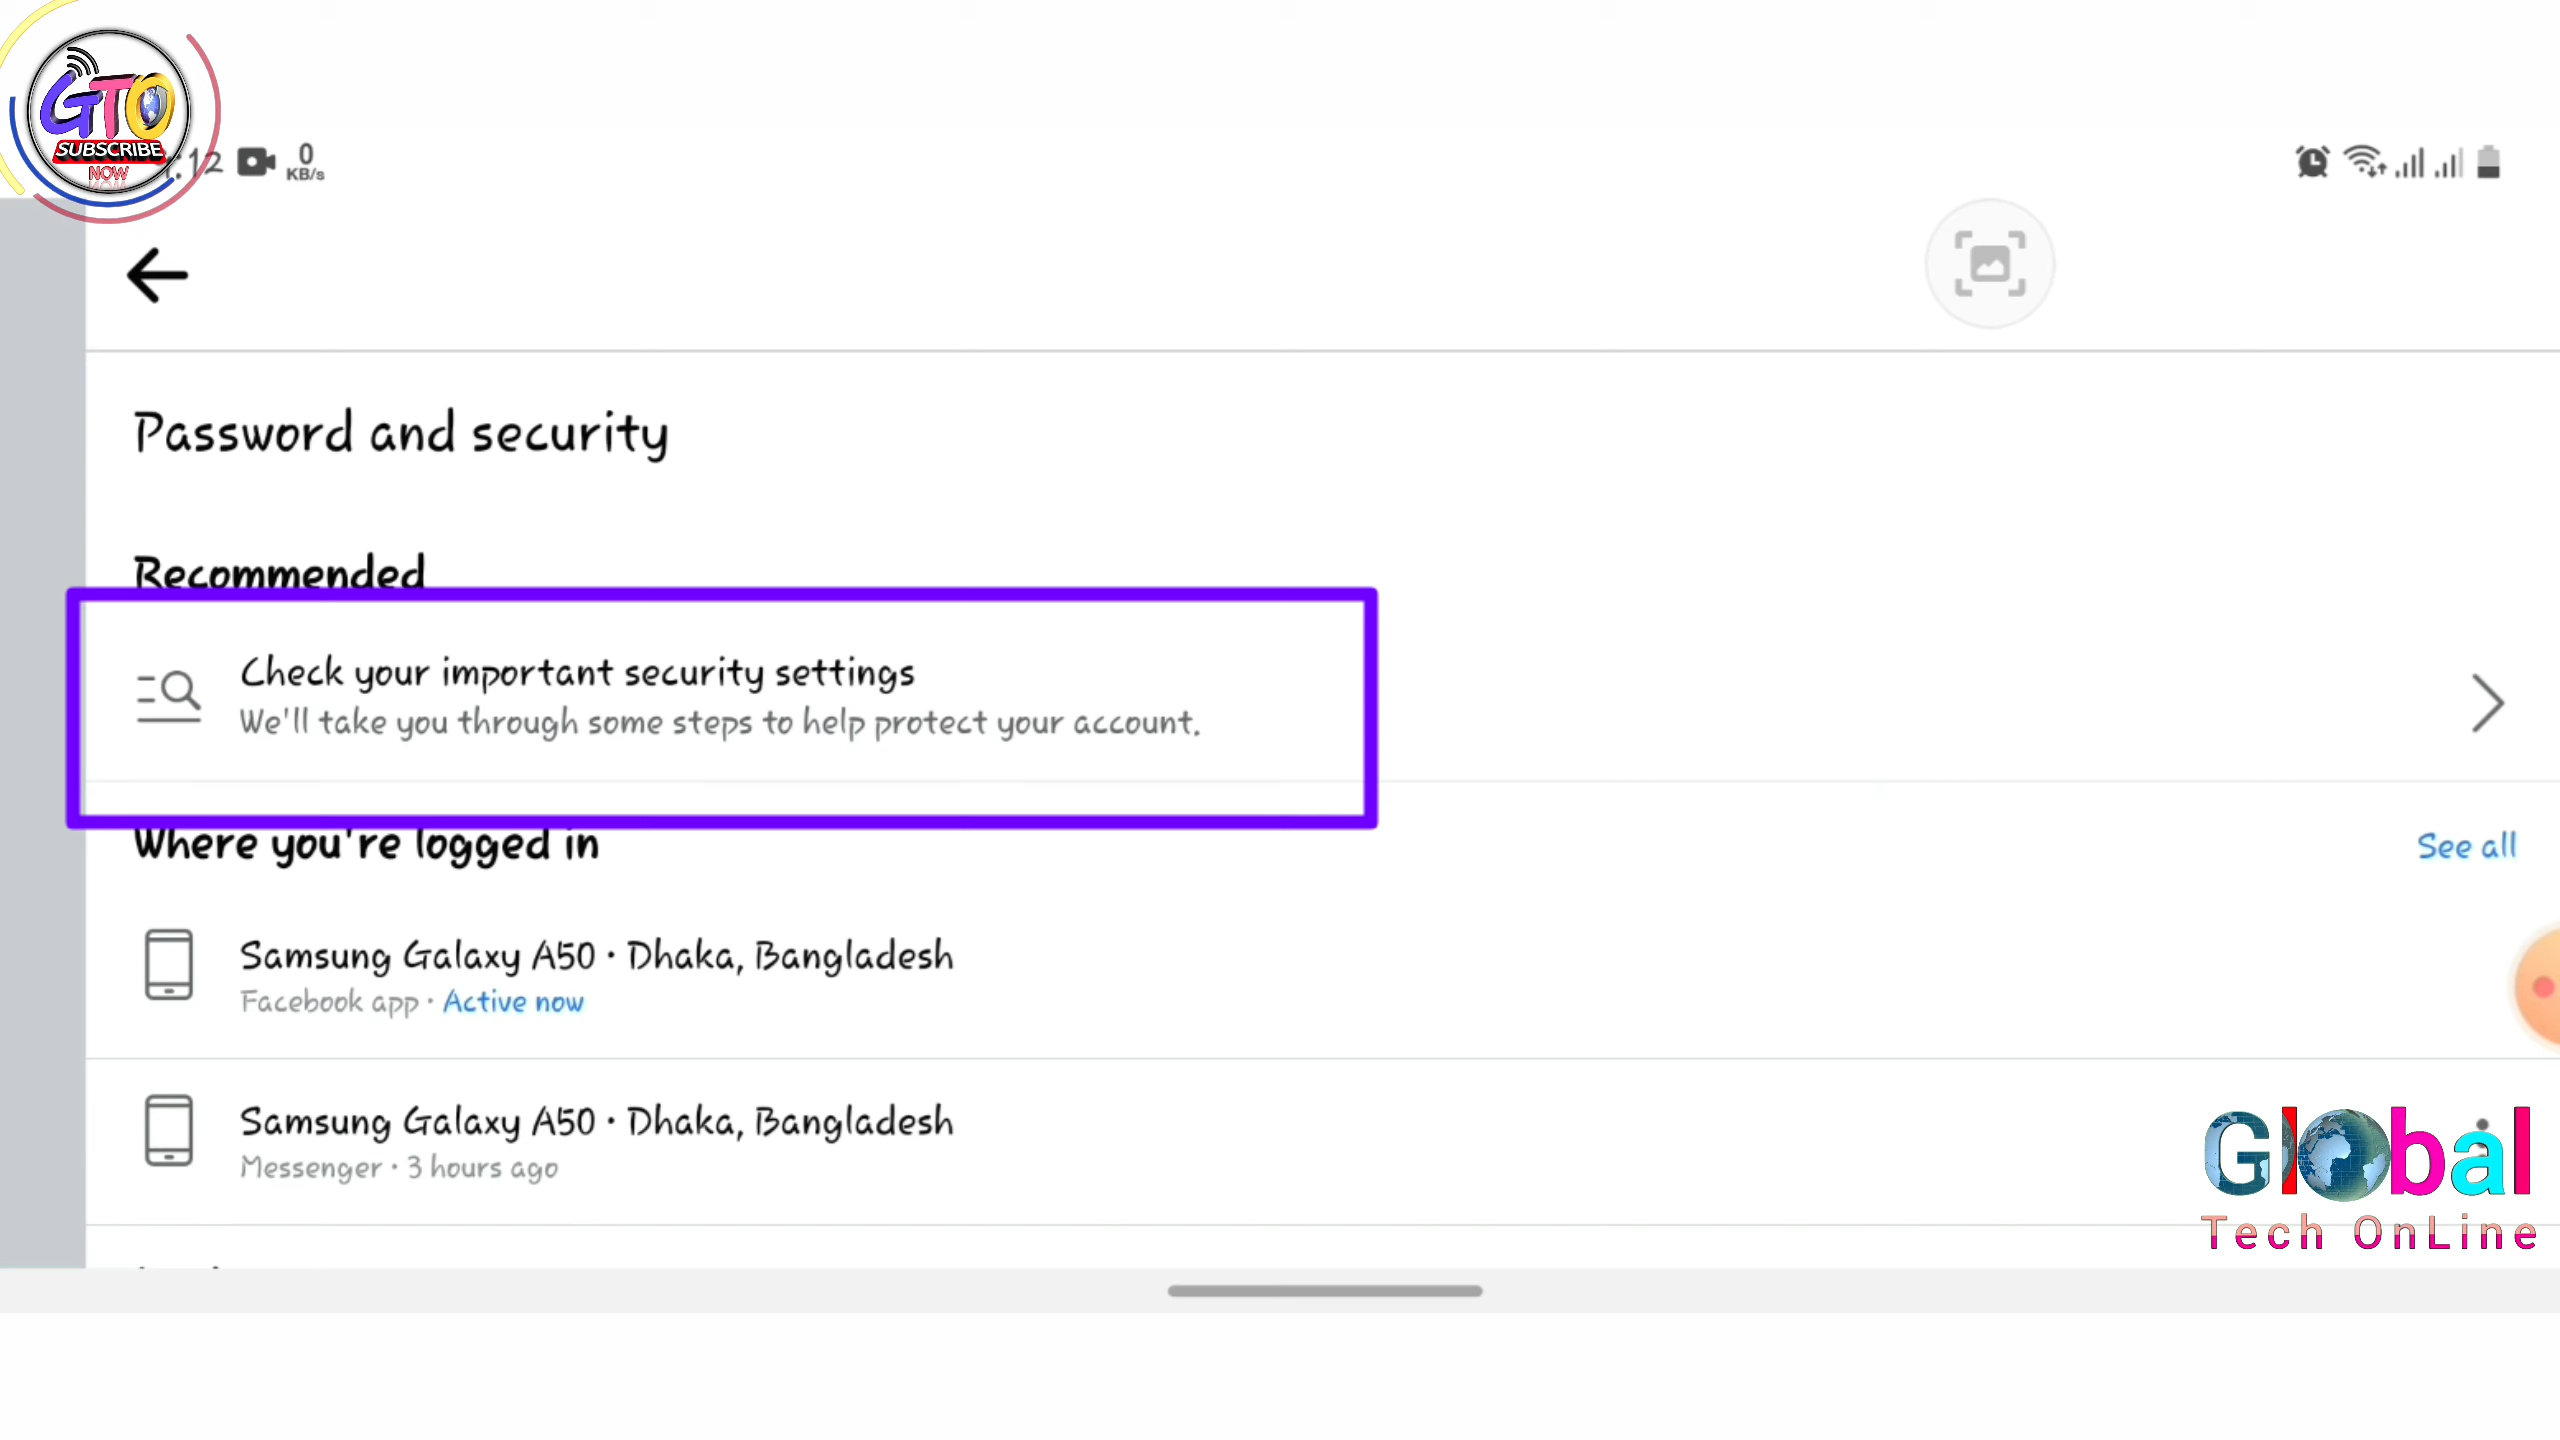 GTO
SUBSCRIBE
NOW
:12
0
KB/s
Password and security
Recommended
Check your important security settings
We'll take you through some steps to help protect your account.
Where you're logged in
See all
Samsung Galaxy A50 • Dhaka, Bangladesh
Facebook app • Active now
Samsung Galaxy A50 • Dhaka, Bangladesh
Messenger • 3 hours ago
Global
Tech OnLine